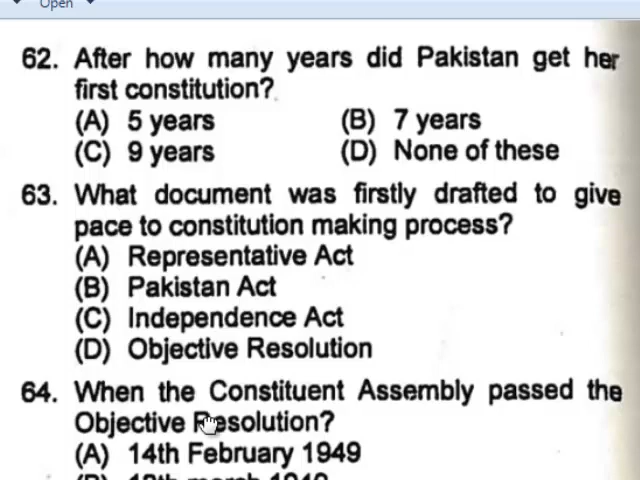 Open
62. After how many years did Pakistan get her
first constitution?
(A) 5 years (B) 7 years
(C) 9 years (D) None of these
63. What document was firstly drafted to give
pace to constitution making process?
(A) Representative Act
(B) Pakistan Act
(C) Independence Act
(D) Objective Resolution
64. When the Constituent Assembly passed the
Objective Resolution?
(A) 14th February 1949